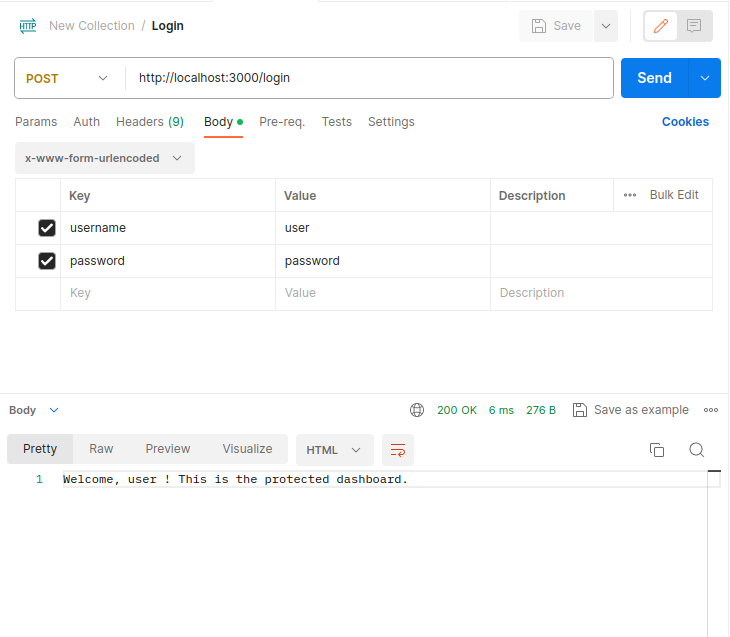 HTTP New Collection / Login Save
POST http://localhost:3000/login Send
Params Auth Headers (9) Body Pre-req. Tests Settings Cookies
x-www-form-urlencoded
Key Value Description ••• Bulk Edit
username user
password password
Key Value Description
Body 200 OK 6 ms 276 B Save as example
Pretty Raw Preview Visualize HTML
1 Welcome, user ! This is the protected dashboard.